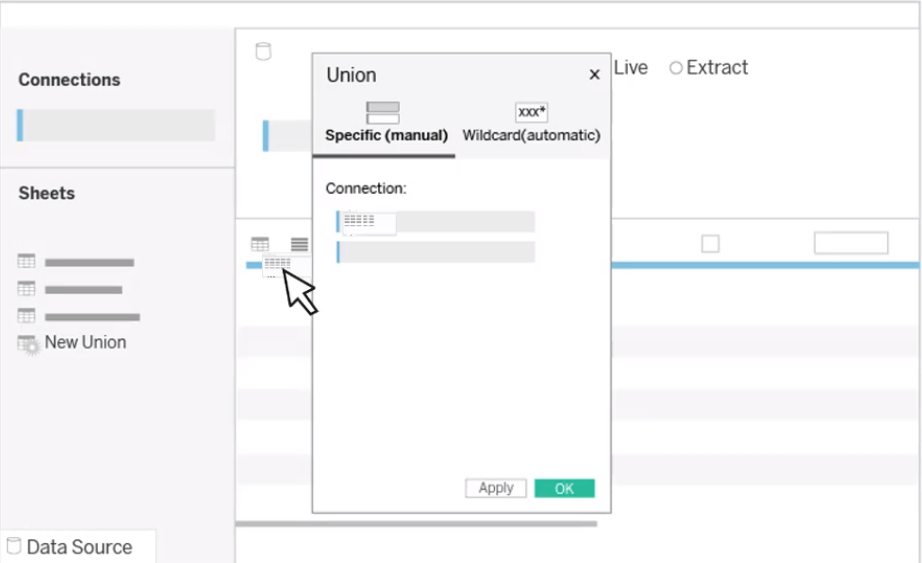 Connections
Sheets
New Union
Data Source
Live
Extract
Union
x
Specific (manual)
xxx*
Wildcard(automatic)
Connection:
Apply
OK